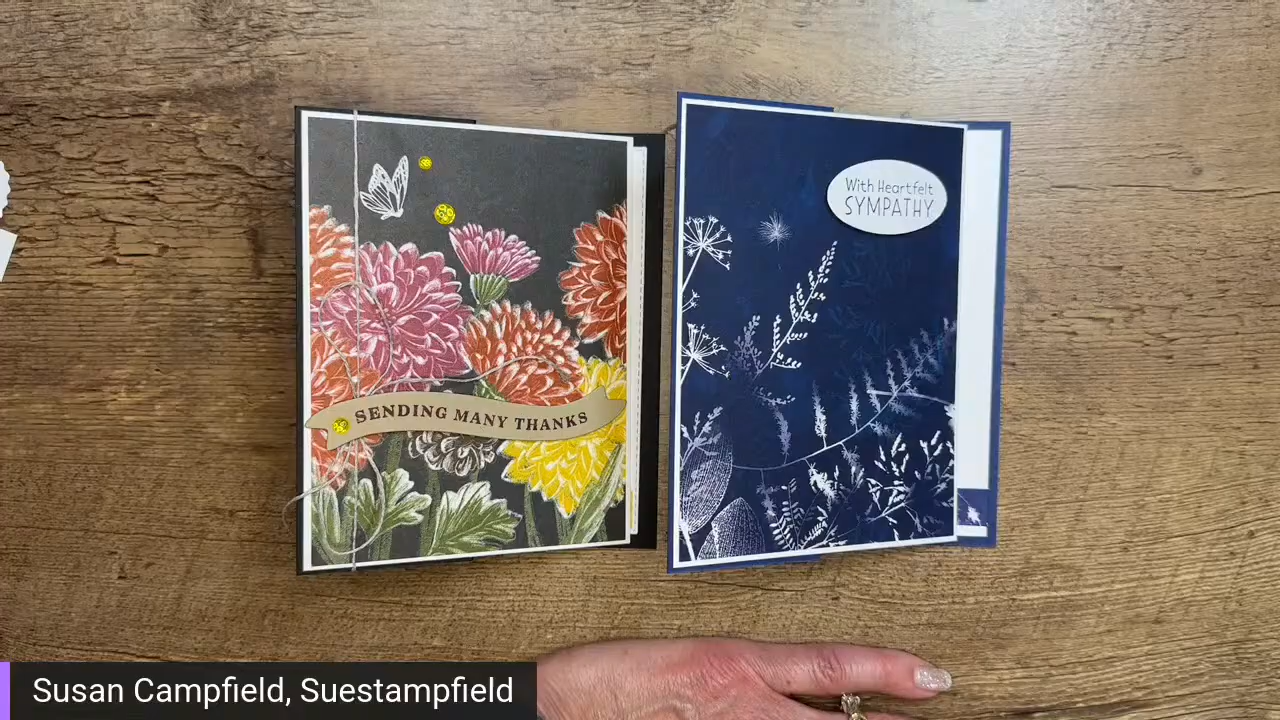 With Heartfelt
SYMPATHY
SENDING MANY THANKS
Susan Campfield, Suestampfield